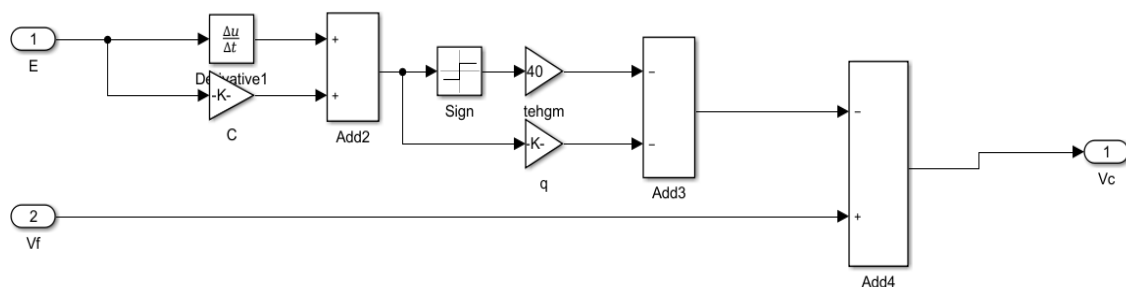 1
E
Δu
Δt
Derivative1
-K-
C
+
+
Add2
Sign
40
tehgm
-K-
q
−
−
Add3
2
Vf
−
+
Add4
1
Vc